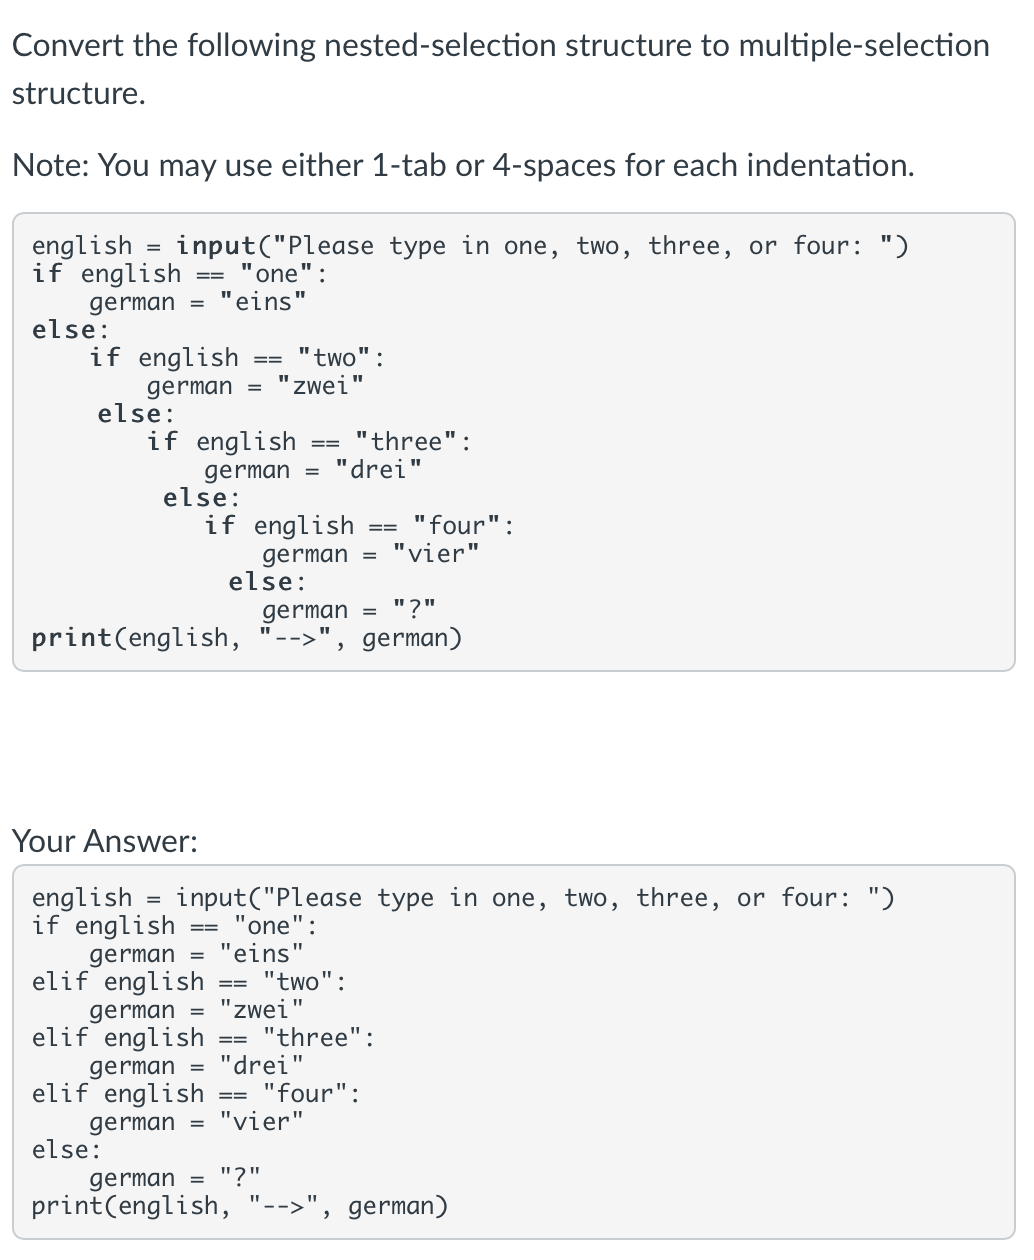 Convert the following nested-selection structure to multiple-selection
structure.
Note: You may use either 1-tab or 4-spaces for each indentation.
english = input("Please type in one, two, three, or four: ")
if english == "one":
    german = "eins"
else:
    if english == "two":
        german = "zwei"
    else:
        if english == "three":
            german = "drei"
        else:
            if english == "four":
                german = "vier"
            else:
                german = "?"
print(english, "-->", german)
Your Answer:
english = input("Please type in one, two, three, or four: ")
if english == "one":
    german = "eins"
elif english == "two":
    german = "zwei"
elif english == "three":
    german = "drei"
elif english == "four":
    german = "vier"
else:
    german = "?"
print(english, "-->", german)